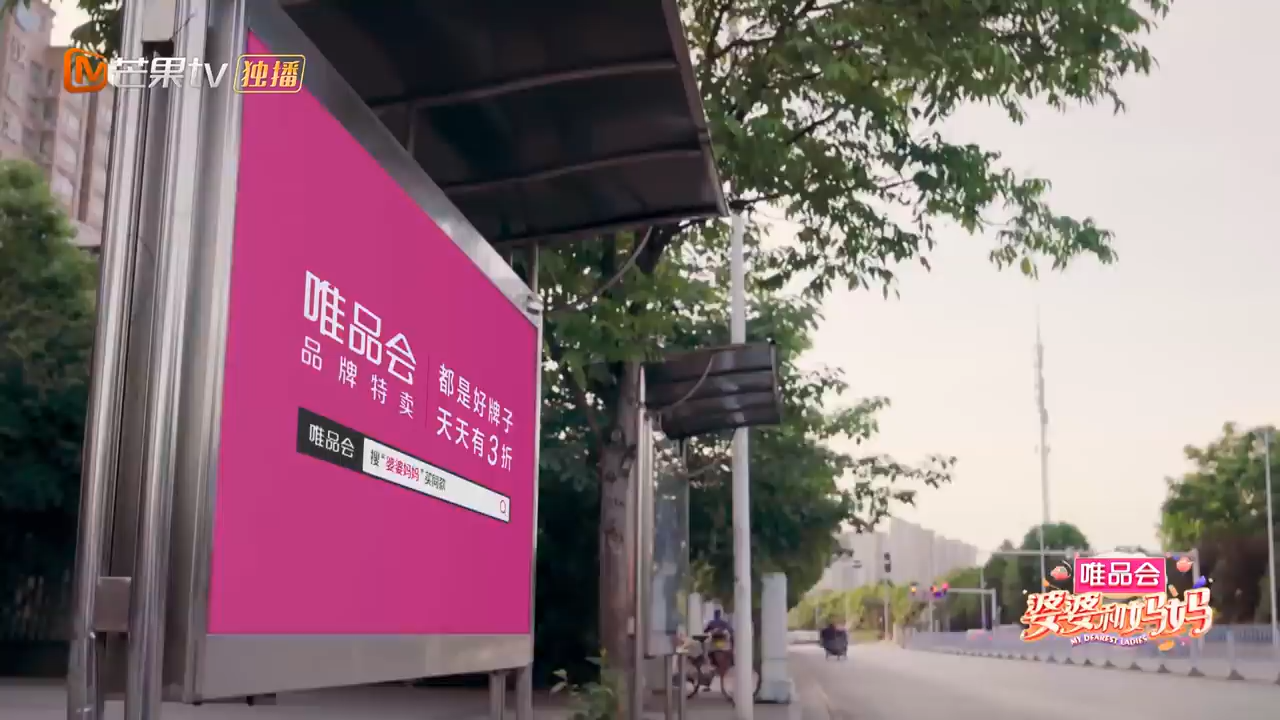 芒果tv 独播
唯品会
品牌特卖
都是好牌子
天天有3折
唯品会 搜"婆婆妈妈"买同款
唯品会
婆婆和妈妈
MY DEAREST LADIES